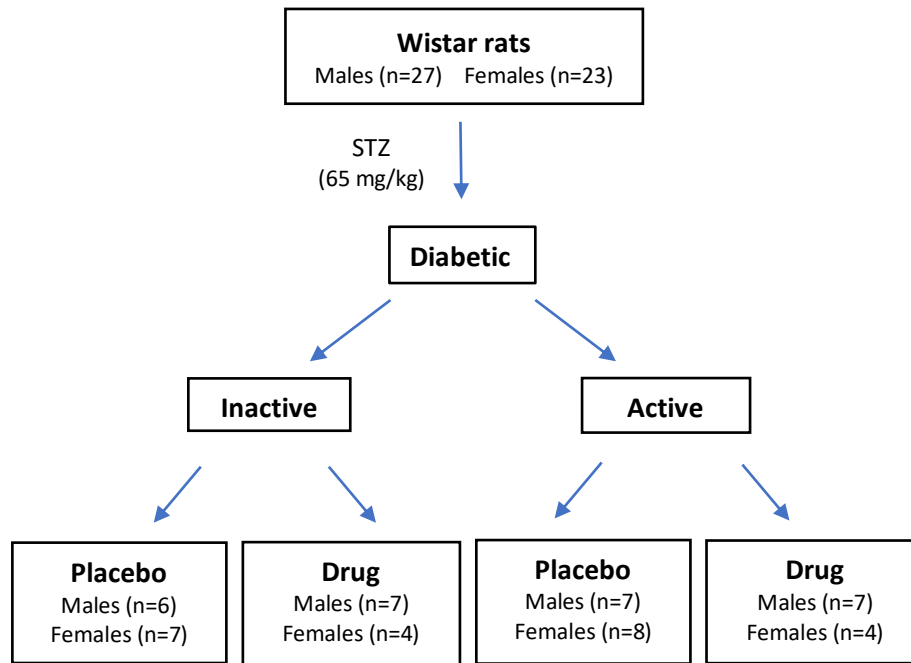 Wistar rats
Males (n=27) Females (n=23)
STZ
(65 mg/kg)
Diabetic
Inactive
Active
Placebo
Males (n=6)
Females (n=7)
Drug
Males (n=7)
Females (n=4)
Placebo
Males (n=7)
Females (n=8)
Drug
Males (n=7)
Females (n=4)